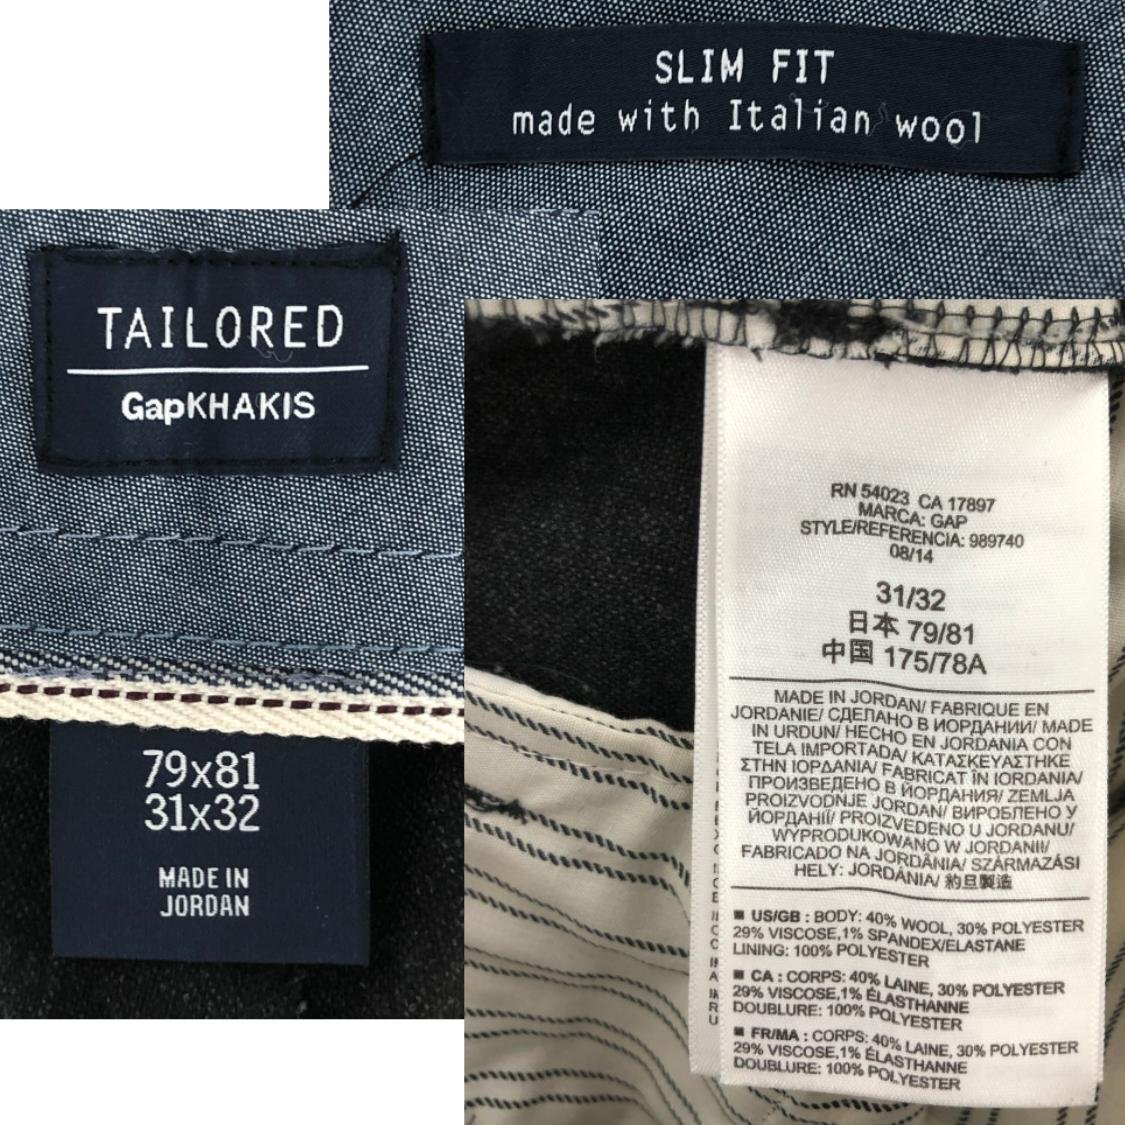 SLIM FIT
made with Italian wool
TAILORED
GapKHAKIS
79x81
31x32
MADE IN
JORDAN
RN 54023 CA 17897
MARCA: GAP
STYLE/REFERENCIA: 989740
08/14
31/32
日本 79/81
中国 175/78A
MADE IN JORDAN/ FABRIQUE EN
JORDANIE/ СДЕЛАНО В ИОРДАНИИ/ MADE
IN URDUN/ HECHO EN JORDANIA CON
TELA IMPORTADA/ ΚΑΤΑΣΚΕΥΑΣΤΗΚΕ
ΣΤΗΝ ΙΟΡΔΑΝΙΑ/ FABRICAT ÎN IORDANIA/
ПРОИЗВЕДЕНО В ЙОРДАНИЯ/ ZEMLJA
PROIZVODNJE JORDAN/ ВИРОБЛЕНО У
ЙОРДАНІЇ/ PROIZVEDENO U JORDANU/
WYPRODUKOWANO W JORDANII/
FABRICADO NA JORDÂNIA/ SZÁRMAZÁSI
HELY: JORDÁNIA/ 約旦製造
US/GB : BODY: 40% WOOL, 30% POLYESTER
29% VISCOSE,1% SPANDEX/ELASTANE
LINING: 100% POLYESTER
CA : CORPS: 40% LAINE, 30% POLYESTER
29% VISCOSE,1% ÉLASTHANNE
DOUBLURE: 100% POLYESTER
FR/MA : CORPS: 40% LAINE, 30% POLYESTER
29% VISCOSE,1% ÉLASTHANNE
DOUBLURE: 100% POLYESTER